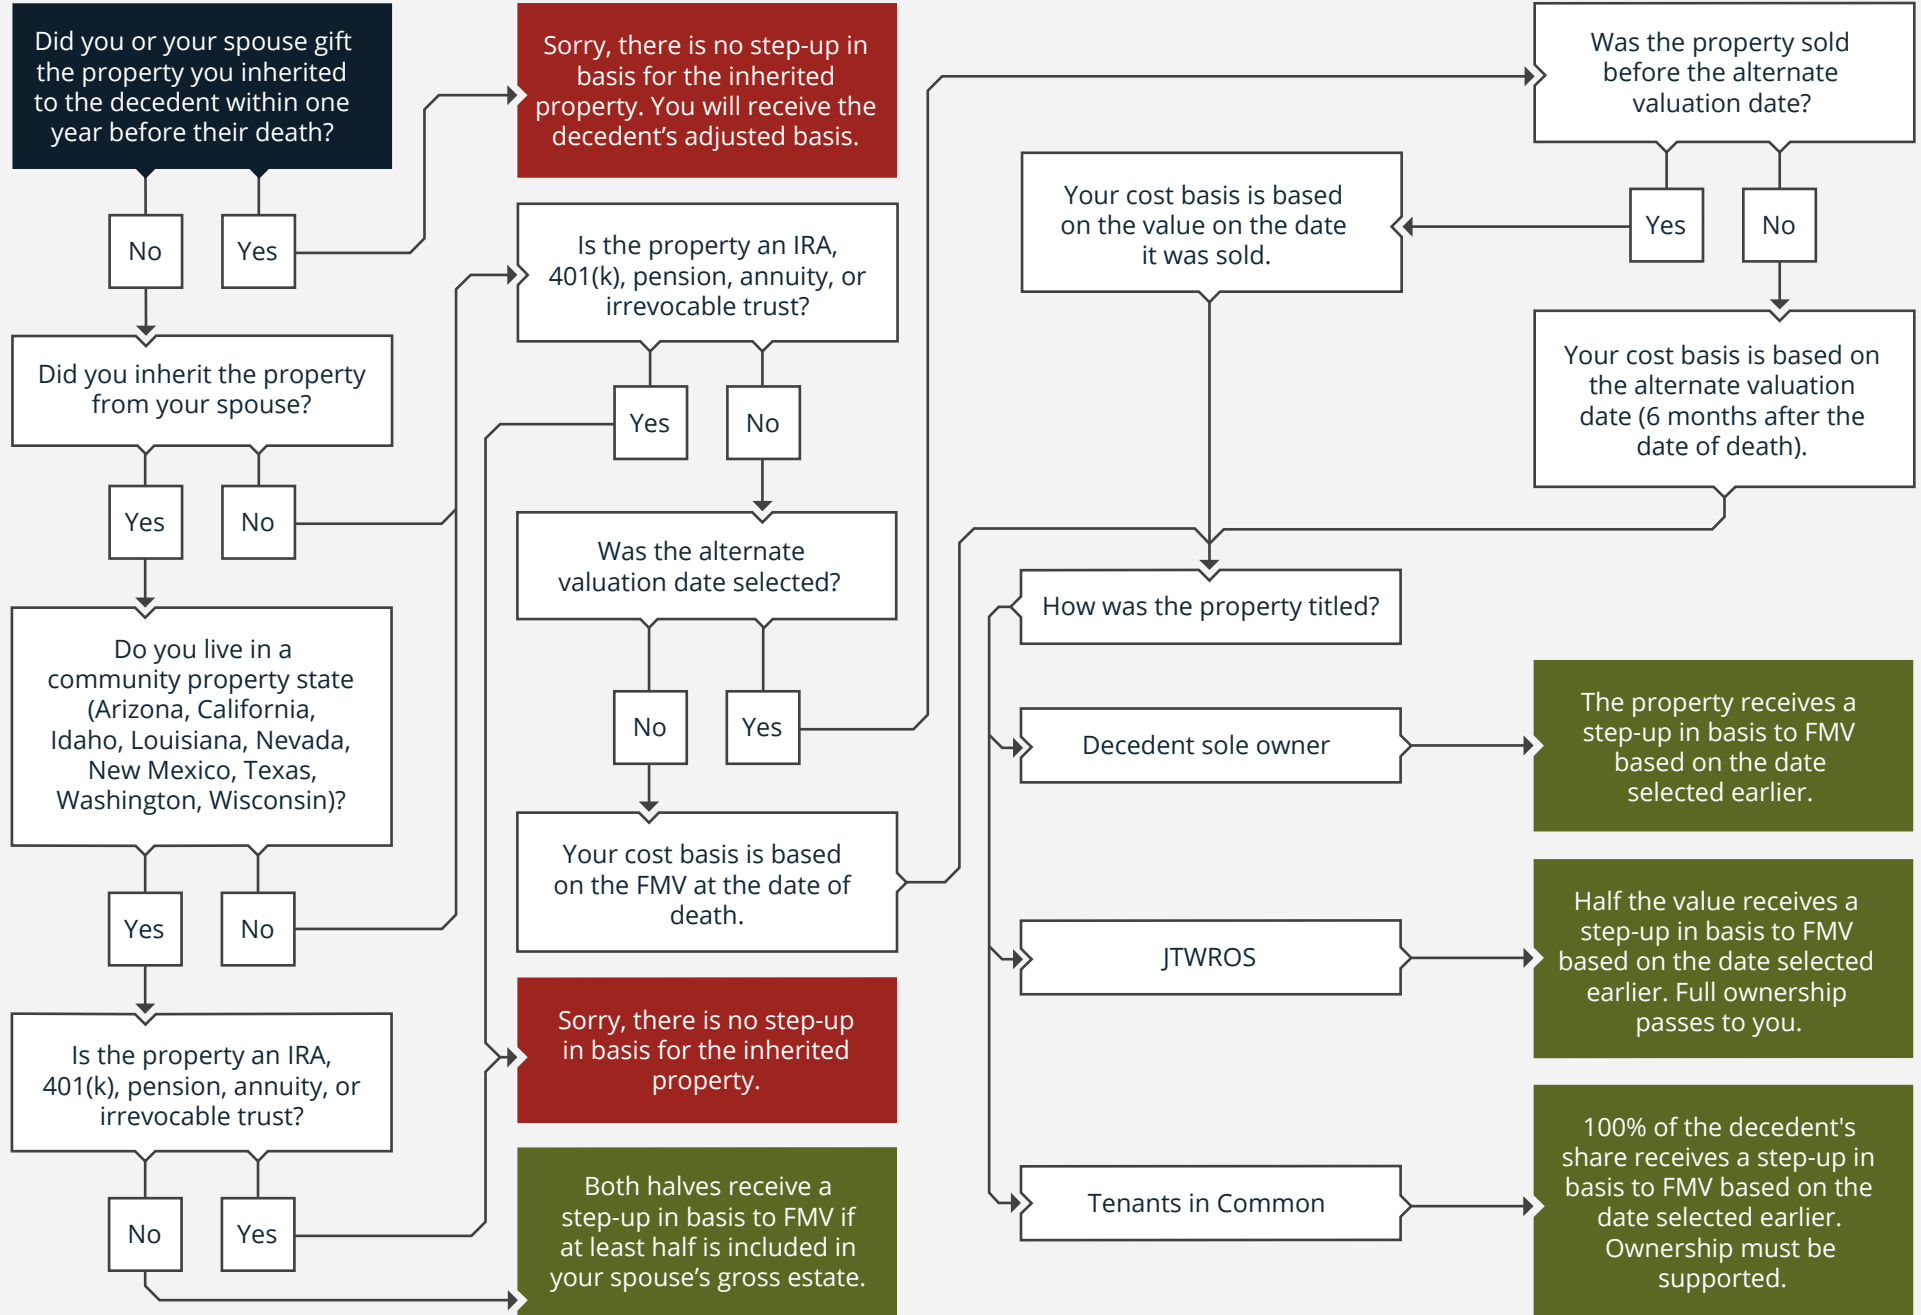 Did you or your spouse gift
the property you inherited
to the decedent within one
year before their death?
No
Yes
Did you inherit the property
from your spouse?
Yes
No
Do you live in a
community property state
(Arizona, California,
Idaho, Louisiana, Nevada,
New Mexico, Texas,
Washington, Wisconsin)?
Yes
No
Is the property an IRA,
401(k), pension, annuity, or
irrevocable trust?
No
Yes
Sorry, there is no step-up in
basis for the inherited
property. You will receive the
decedent’s adjusted basis.
Is the property an IRA,
401(k), pension, annuity, or
irrevocable trust?
Yes
No
Was the alternate
valuation date selected?
No
Yes
Your cost basis is based
on the FMV at the date of
death.
Sorry, there is no step-up
in basis for the inherited
property.
Both halves receive a
step-up in basis to FMV if
at least half is included in
your spouse’s gross estate.
Was the property sold
before the alternate
valuation date?
Yes
No
Your cost basis is based
on the value on the date
it was sold.
Your cost basis is based on
the alternate valuation
date (6 months after the
date of death).
How was the property titled?
Decedent sole owner
The property receives a
step-up in basis to FMV
based on the date
selected earlier.
JTWROS
Half the value receives a
step-up in basis to FMV
based on the date selected
earlier. Full ownership
passes to you.
Tenants in Common
100% of the decedent's
share receives a step-up in
basis to FMV based on the
date selected earlier.
Ownership must be
supported.